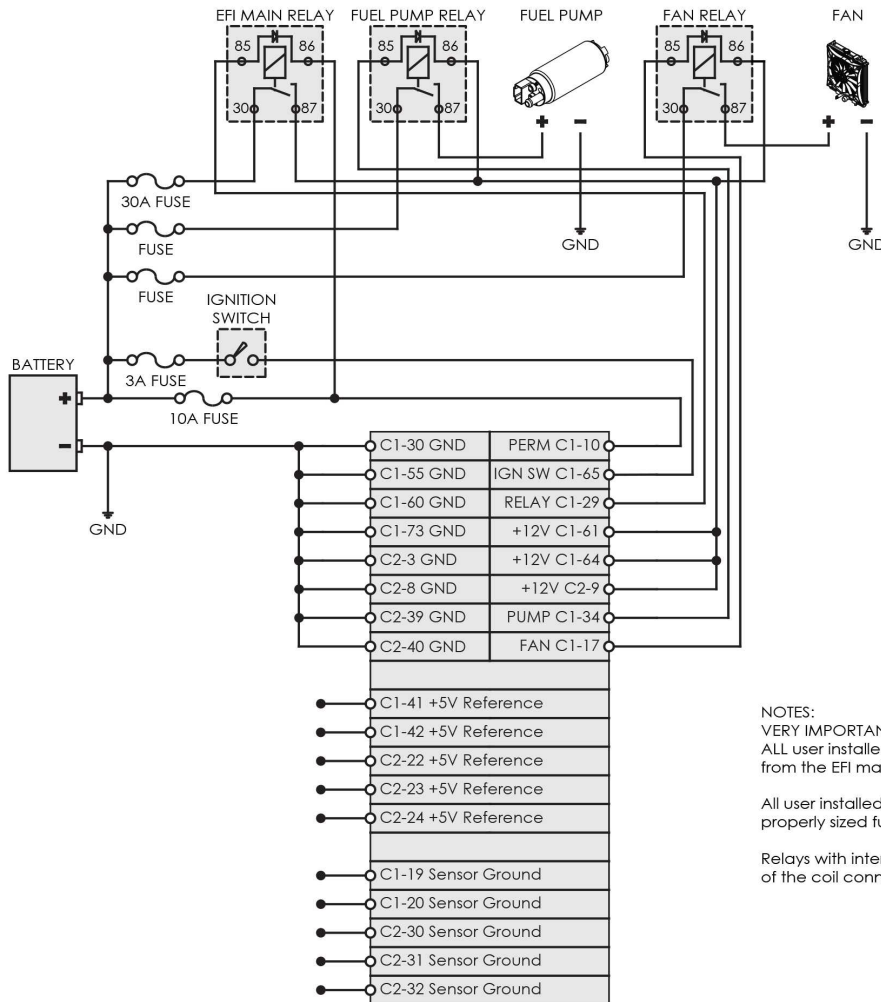 EFI MAIN RELAY
FUEL PUMP RELAY
FUEL PUMP
FAN RELAY
FAN
85
86
85
86
85
86
30
87
30
87
30
87
+
-
+
-
30A FUSE
FUSE
GND
GND
FUSE
IGNITION
SWITCH
BATTERY
3A FUSE
+
10A FUSE
-
GND
C1-30 GND
PERM C1-10
C1-55 GND
IGN SW C1-65
C1-60 GND
RELAY C1-29
C1-73 GND
+12V C1-61
C2-3 GND
+12V C1-64
C2-8 GND
+12V C2-9
C2-39 GND
PUMP C1-34
C2-40 GND
FAN C1-17
C1-41 +5V Reference
C1-42 +5V Reference
C2-22 +5V Reference
C2-23 +5V Reference
C2-24 +5V Reference
C1-19 Sensor Ground
C1-20 Sensor Ground
C2-30 Sensor Ground
C2-31 Sensor Ground
C2-32 Sensor Ground
NOTES:
VERY IMPORTAN
ALL user installe
from the EFI ma
All user installed
properly sized fu
Relays with inter
of the coil conn